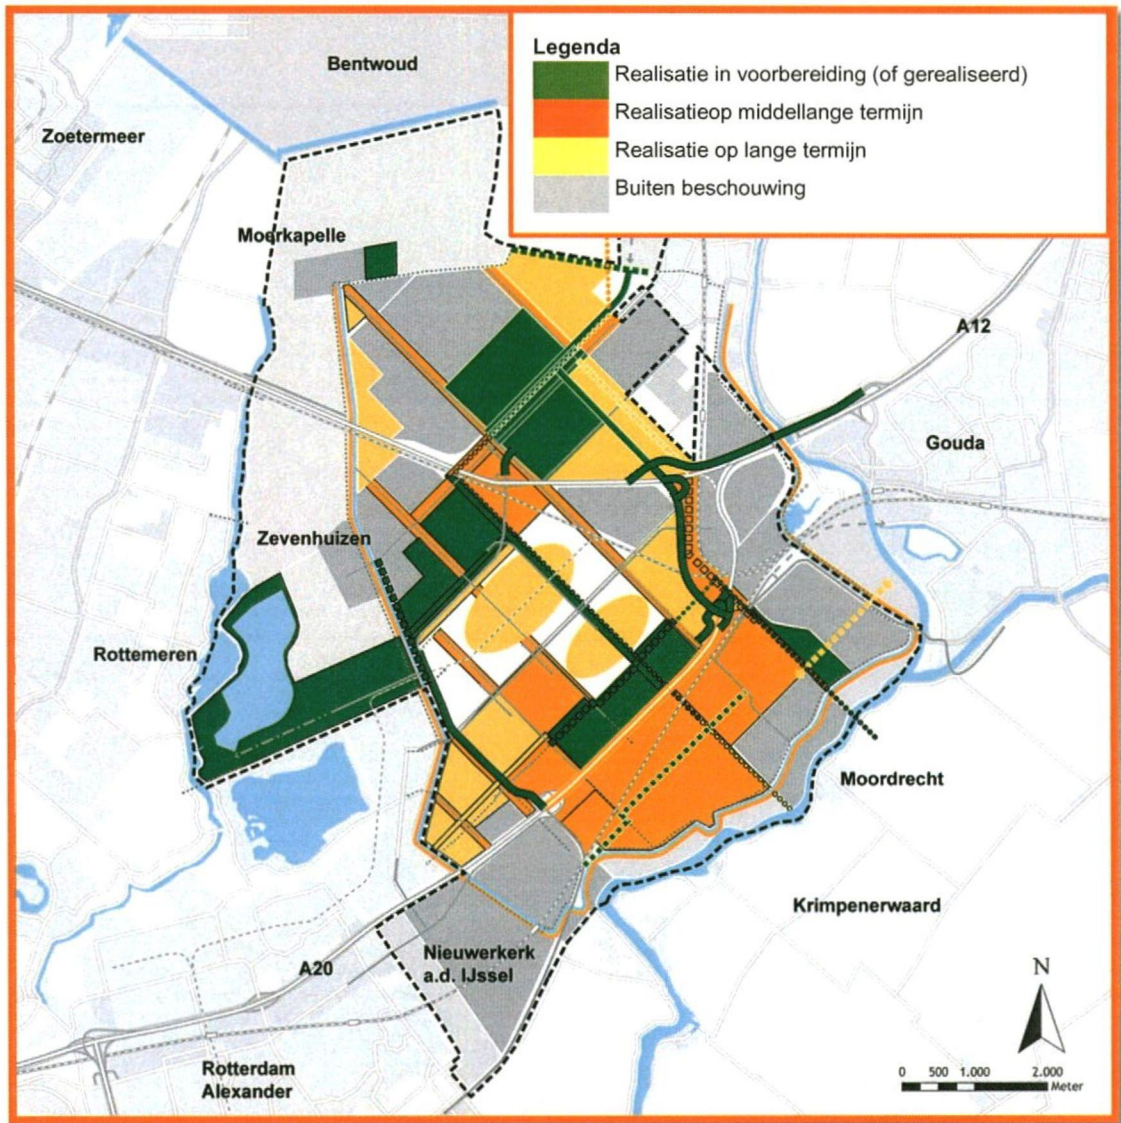 Legenda
Realisatie in voorbereiding (of gerealiseerd)
Realisatieop middellange termijn
Realisatie op lange termijn
Buiten beschouwing
Bentwoud
Zoetermeer
Moerkapelle
A12
Gouda
Zevenhuizen
Rottemeren
Moordrecht
Krimpenerwaard
Nieuwerkerk
a.d. IJssel
A20
Rotterdam
Alexander
N
0 500 1.000 2.000
Meter